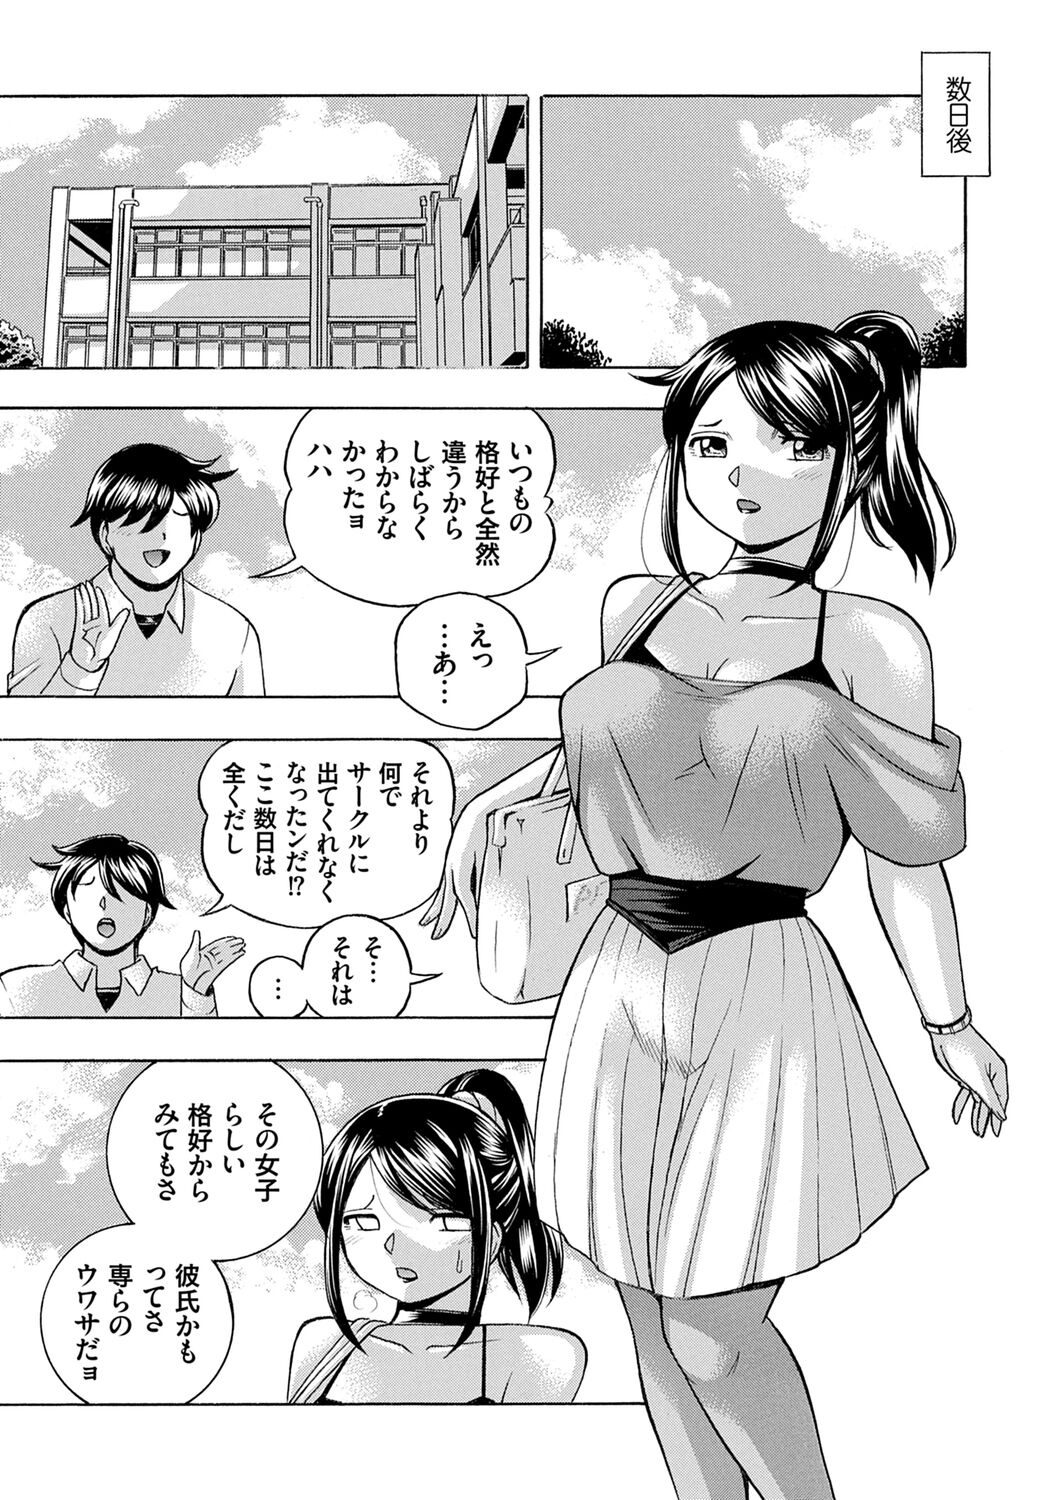 数日後
いつもの
格好と全然
違うから
しばらく
わからな
かったョ
ハハ
えっ
…あ…
それより
何で
サークルに
出てくれなく
なったンだ!?
ここ数日は
全くだし
そ…
それは
…
その女子
らしい
格好から
みてもさ
彼氏かも
ってさ
専らの
ウワサだョ